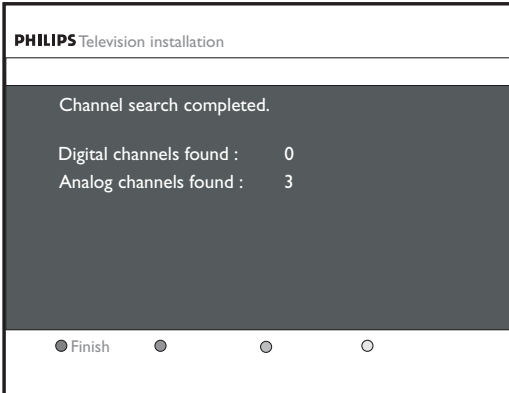 PHILIPS Television installation
Channel search completed.
Digital channels found : 0
Analog channels found : 3
Finish